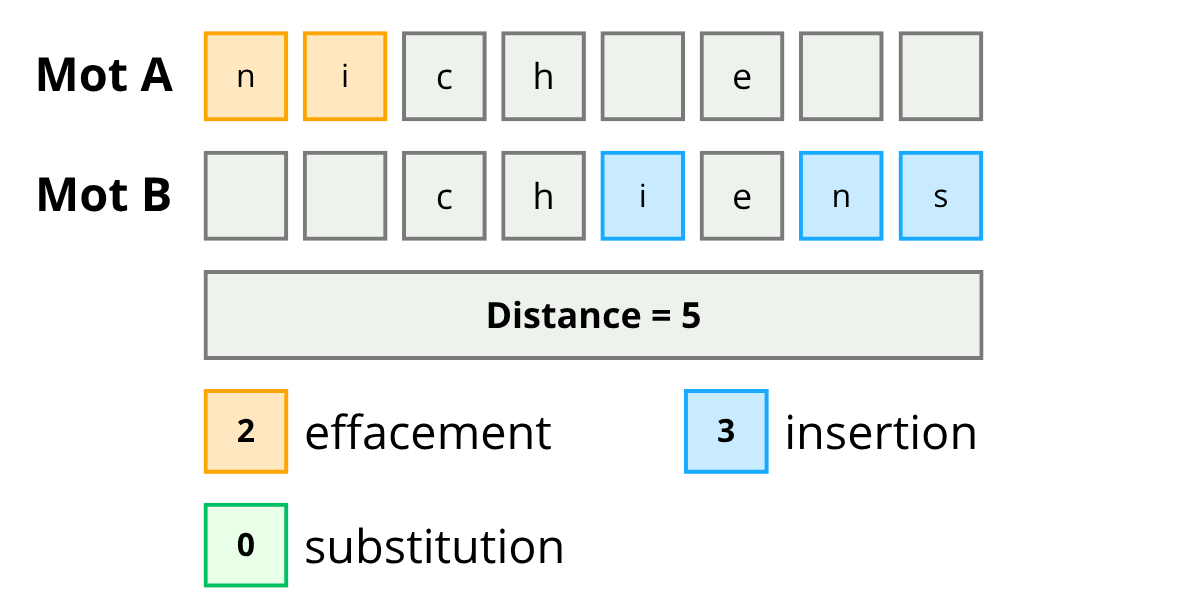 Mot A n i c h e
Mot B c h i e n s
Distance = 5
2 effacement 3 insertion
0 substitution